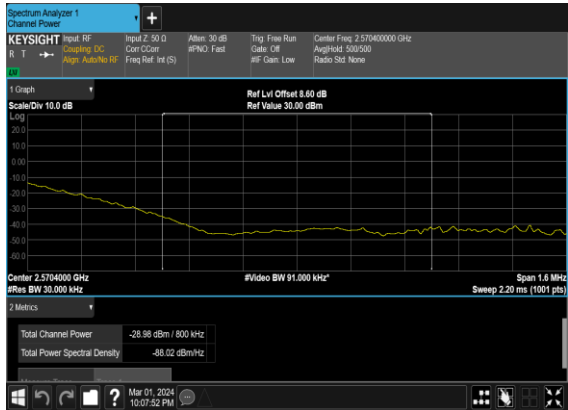 Spectrum Analyzer 1
Channel Power
+
KEYSIGHT
R T
Input: RF
Coupling: DC
Align: Auto/No RF
Input Z: 50 Ω
Corr CCorr
Freq Ref: Int (S)
Atten: 30 dB
#PNO: Fast
Trig: Free Run
Gate: Off
#IF Gain: Low
Center Freq: 2.570400000 GHz
Avg|Hold: 500/500
Radio Std: None
1 Graph
Scale/Div 10.0 dB
Ref Lvl Offset 8.60 dB
Ref Value 30.00 dBm
Log
20.0
10.0
0.00
-10.0
-20.0
-30.0
-40.0
-50.0
-60.0
Center 2.5704000 GHz
#Video BW 91.000 kHz*
Span 1.6 MHz
#Res BW 30.000 kHz
Sweep 2.20 ms (1001 pts)
2 Metrics
Total Channel Power -28.98 dBm / 800 kHz
Total Power Spectral Density -88.02 dBm/Hz
?
Mar 01, 2024
10:07:52 PM